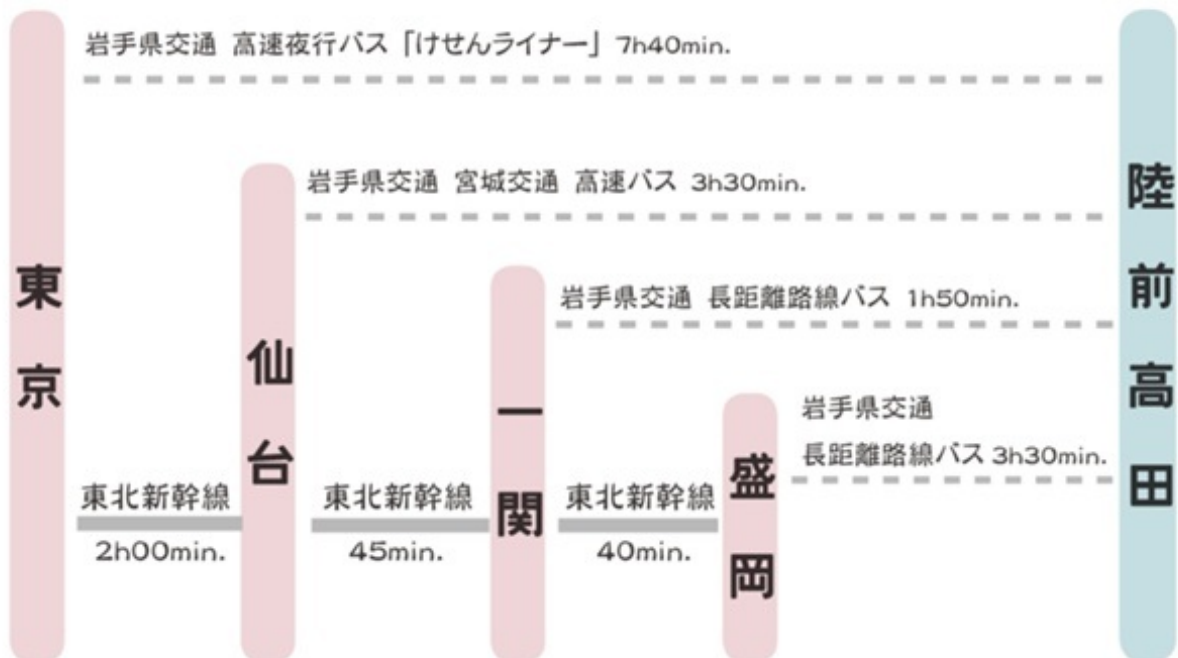 岩手県交通 高速夜行バス「けせんライナー」 7h40min.
岩手県交通 宮城交通 高速バス 3h30min.
岩手県交通 長距離路線バス 1h50min.
岩手県交通
長距離路線バス 3h30min.
東京
仙台
一関
盛岡
陸前高田
東北新幹線
2h00min.
東北新幹線
45min.
東北新幹線
40min.